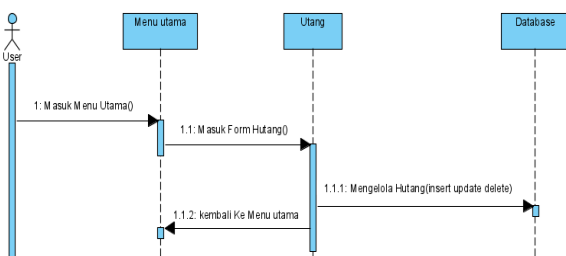 Menu utama
Utang
Database
User
1: Masuk Menu Utama()
1.1: Masuk Form Hutang()
1.1.1: Mengelola Hutang(insert update delete)
1.1.2: kembali Ke Menu utama